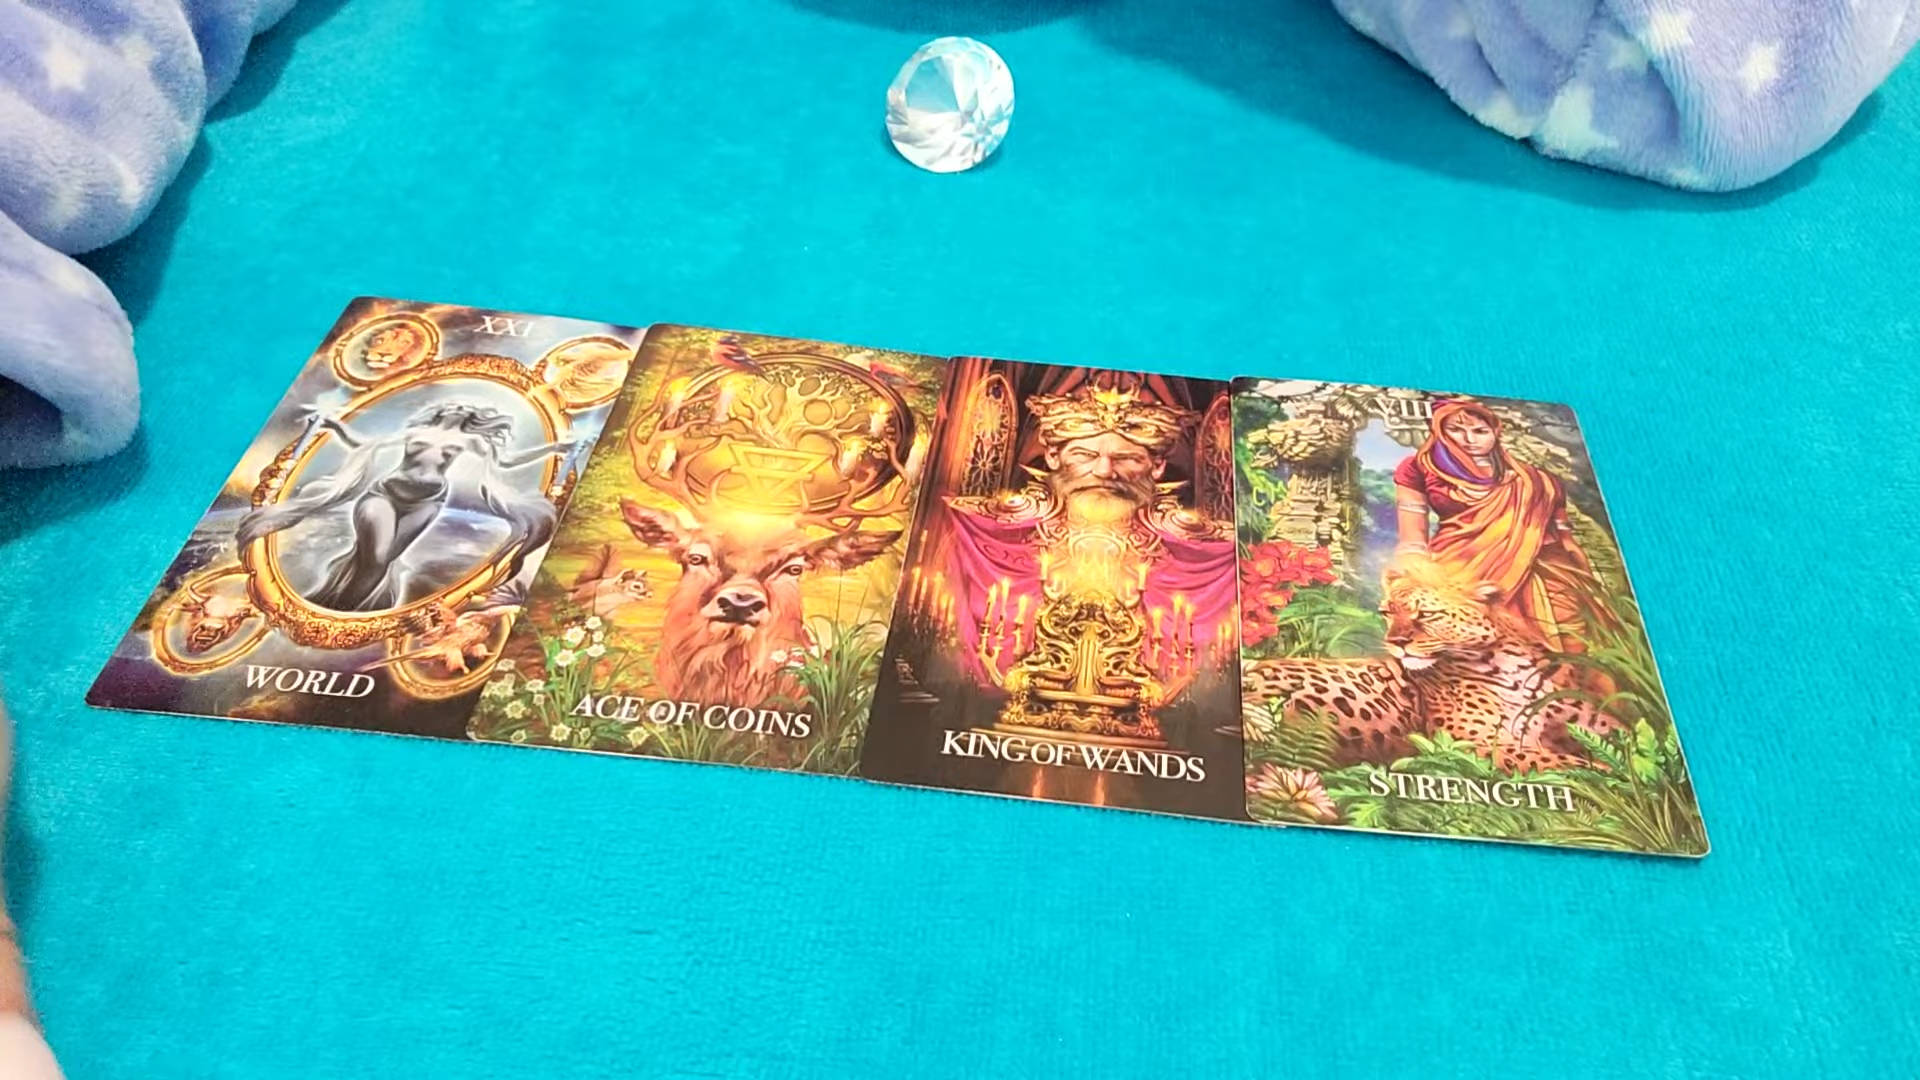 XXI
WORLD
ACE OF COINS
KING OF WANDS
VIII
STRENGTH